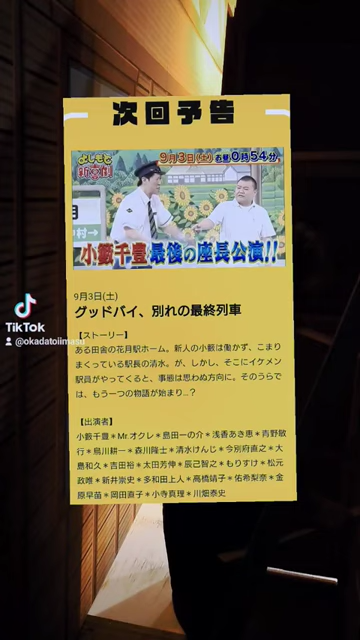 次回予告
よしもと新喜劇
9月3日(土)お昼0時54分
小籔千豊最後の座長公演!!
9月3日(土)
グッドバイ、別れの最終列車
【ストーリー】
ある田舎の花月駅ホーム。新人の小籔は働かず、こまり
まくっている駅長の清水。が、しかし、そこにイケメン
駅員がやってくると、事態は思わぬ方向に。そのうらで
は、もう一つの物語が始まり…?
【出演者】
小籔千豊＊Mr.オクレ＊島田一の介＊浅香あき恵＊青野敏
行＊烏川耕一＊森川隆士＊清水けんじ＊今別府直之＊大
島和久＊吉田裕＊太田芳伸＊辰己智之＊もりすけ＊松元
政唯＊新井崇史＊多和田上人＊高橋靖子＊佑希梨奈＊金
原早苗＊岡田直子＊小寺真理＊川畑泰史
TikTok